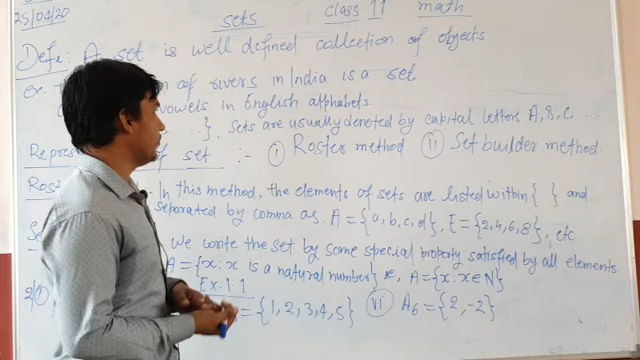 25/04/20 sets class 11 math
Defi: A set is well defined collection of objects
ex. of rivers in India is a set
vowels in English alphabets
.......}. Sets are usually denoted by capital letters A, B, C ....
of set :- (i) Roster method (ii) Set builder method.
In this method, the elements of sets are listed within { } and
separated by comma as. A = {a, b, c, d}, E = {2, 4, 6, 8}, etc
we write the set by some special property satisfied by all elements.
A = {x : x is a natural number} ie, A = {x : x ∈ N}
Ex 1.1
2/(i) = {1, 2, 3, 4, 5} (vi) A6 = {2, -2}